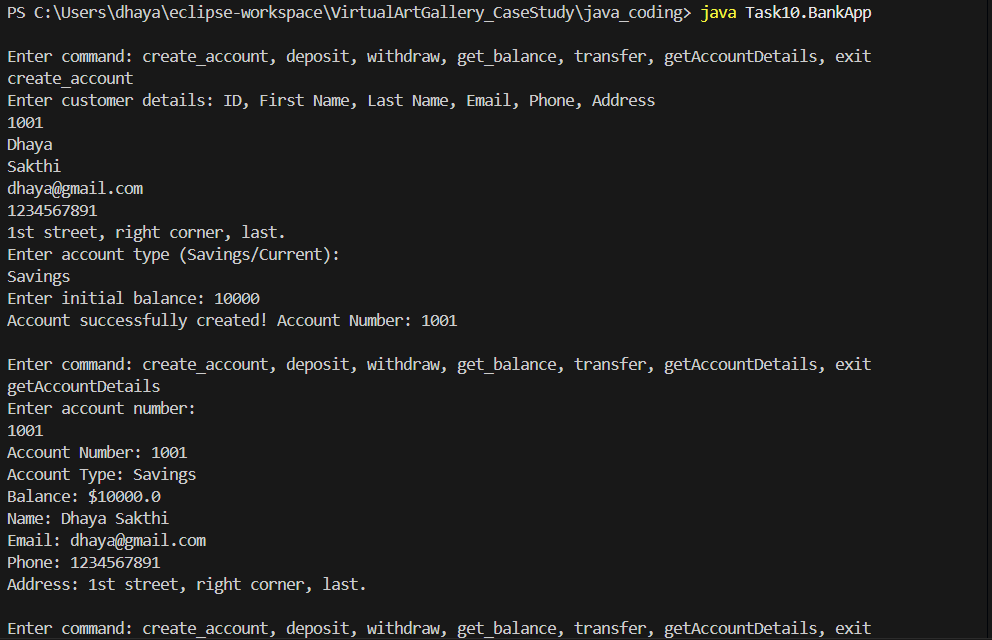 PS C:\Users\dhaya\eclipse-workspace\VirtualArtGallery_CaseStudy\java_coding> java Task10.BankApp
Enter command: create_account, deposit, withdraw, get_balance, transfer, getAccountDetails, exit
create_account
Enter customer details: ID, First Name, Last Name, Email, Phone, Address
1001
Dhaya
Sakthi
dhaya@gmail.com
1234567891
1st street, right corner, last.
Enter account type (Savings/Current):
Savings
Enter initial balance: 10000
Account successfully created! Account Number: 1001
Enter command: create_account, deposit, withdraw, get_balance, transfer, getAccountDetails, exit
getAccountDetails
Enter account number:
1001
Account Number: 1001
Account Type: Savings
Balance: $10000.0
Name: Dhaya Sakthi
Email: dhaya@gmail.com
Phone: 1234567891
Address: 1st street, right corner, last.
Enter command: create_account, deposit, withdraw, get_balance, transfer, getAccountDetails, exit